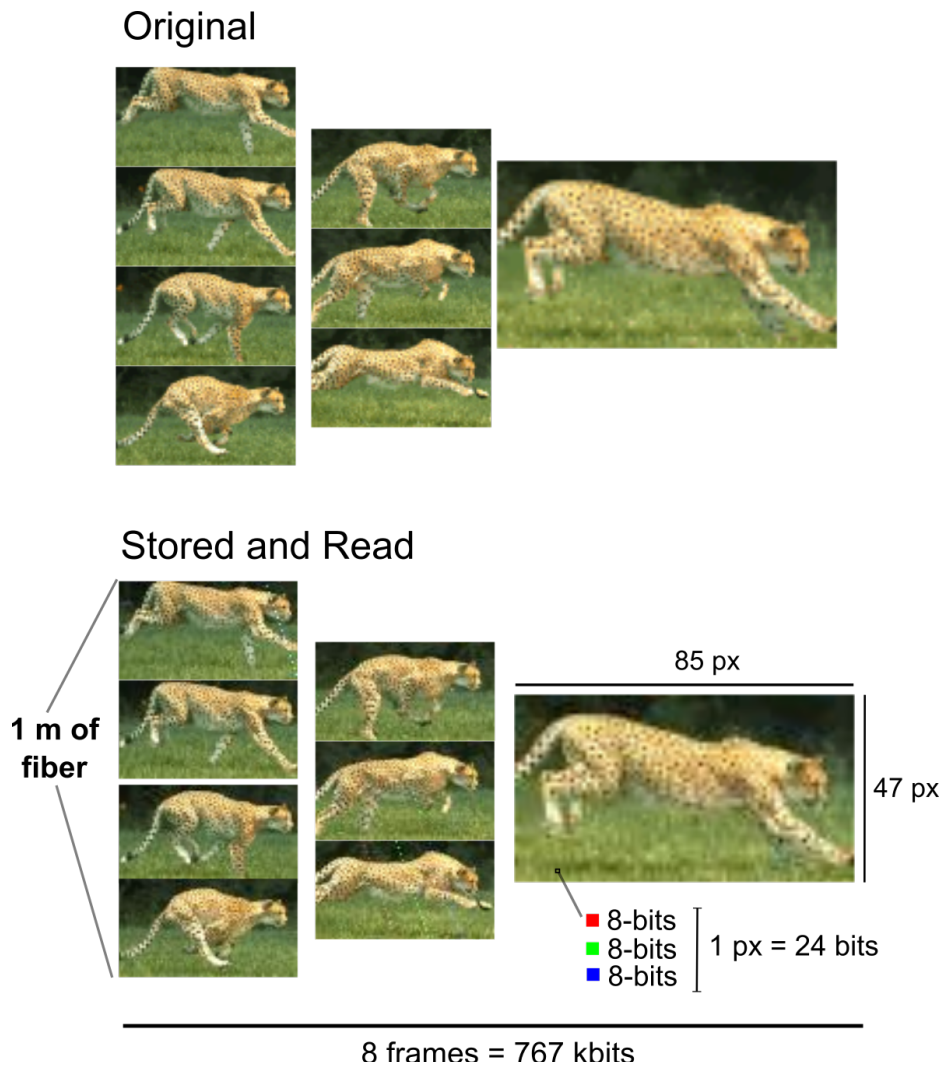 Original
Stored and Read
1 m of
fiber
85 px
47 px
8-bits
8-bits
8-bits
1 px = 24 bits
8 frames = 767 kbits